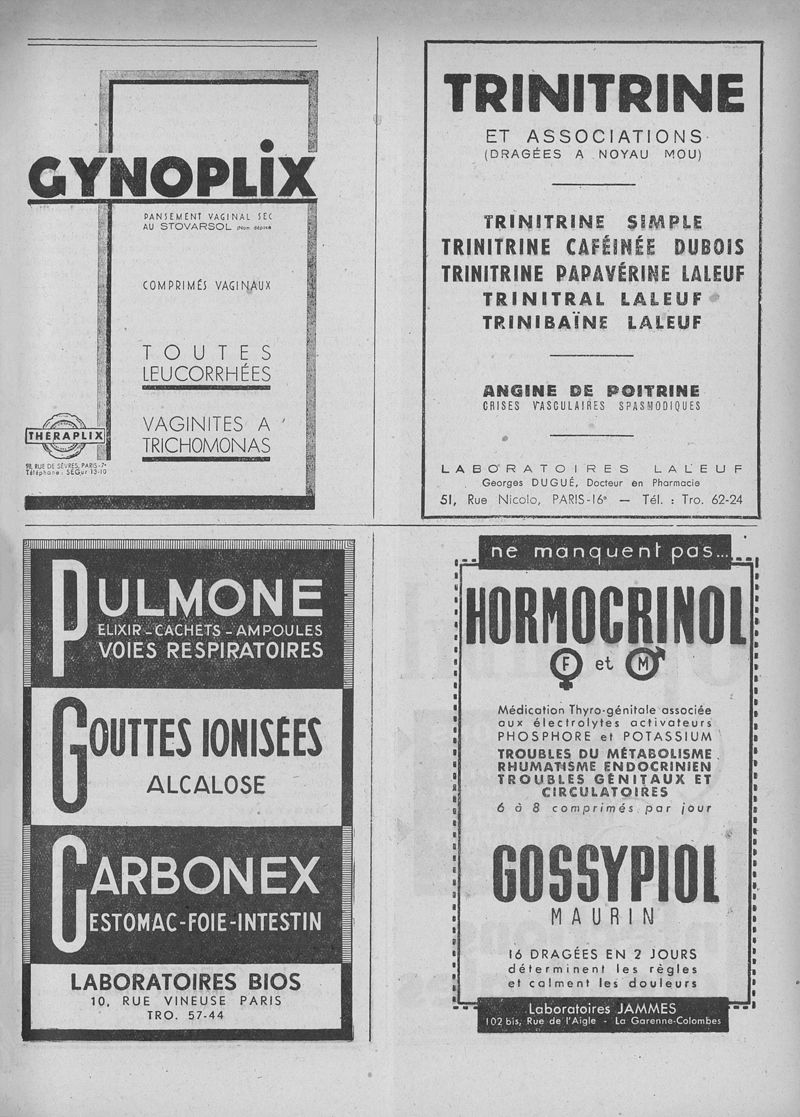 GYNOPLIX
PANSEMENT VAGINAL SEC
AU STOVARSOL (Nom déposé)
COMPRIMÉS VAGINAUX
TOUTES
LEUCORRHÉES
VAGINITES A
TRICHOMONAS
THERAPLIX
98, RUE DE SÈVRES, PARIS-7e
Téléphone : SÉGur 13-10
TRINITRINE
ET ASSOCIATIONS
(DRAGÉES A NOYAU MOU)
TRINITRINE SIMPLE
TRINITRINE CAFÉINÉE DUBOIS
TRINITRINE PAPAVÉRINE LALEUF
TRINITRAL LALEUF
TRINIBAÏNE LALEUF
ANGINE DE POITRINE
CRISES VASCULAIRES SPASMODIQUES
LABORATOIRES LALEUF
Georges DUGUÉ, Docteur en Pharmacie
51, Rue Nicolo, PARIS-16e — Tél. : Tro. 62-24
PULMONE
ELIXIR - CACHETS - AMPOULES
VOIES RESPIRATOIRES
GOUTTES IONISÉES
ALCALOSE
CARBONEX
ESTOMAC-FOIE-INTESTIN
LABORATOIRES BIOS
10, RUE VINEUSE PARIS
TRO. 57-44
ne manquent pas...
HORMOCRINOL
F et M
Médication Thyro-génitale associée
aux électrolytes activateurs
PHOSPHORE et POTASSIUM
TROUBLES DU MÉTABOLISME
RHUMATISME ENDOCRINIEN
TROUBLES GÉNITAUX ET
CIRCULATOIRES
6 à 8 comprimés par jour
GOSSYPIOL
MAURIN
16 DRAGÉES EN 2 JOURS
déterminent les règles
et calment les douleurs
Laboratoires JAMMES
102 bis, Rue de l'Aigle - La Garenne-Colombes